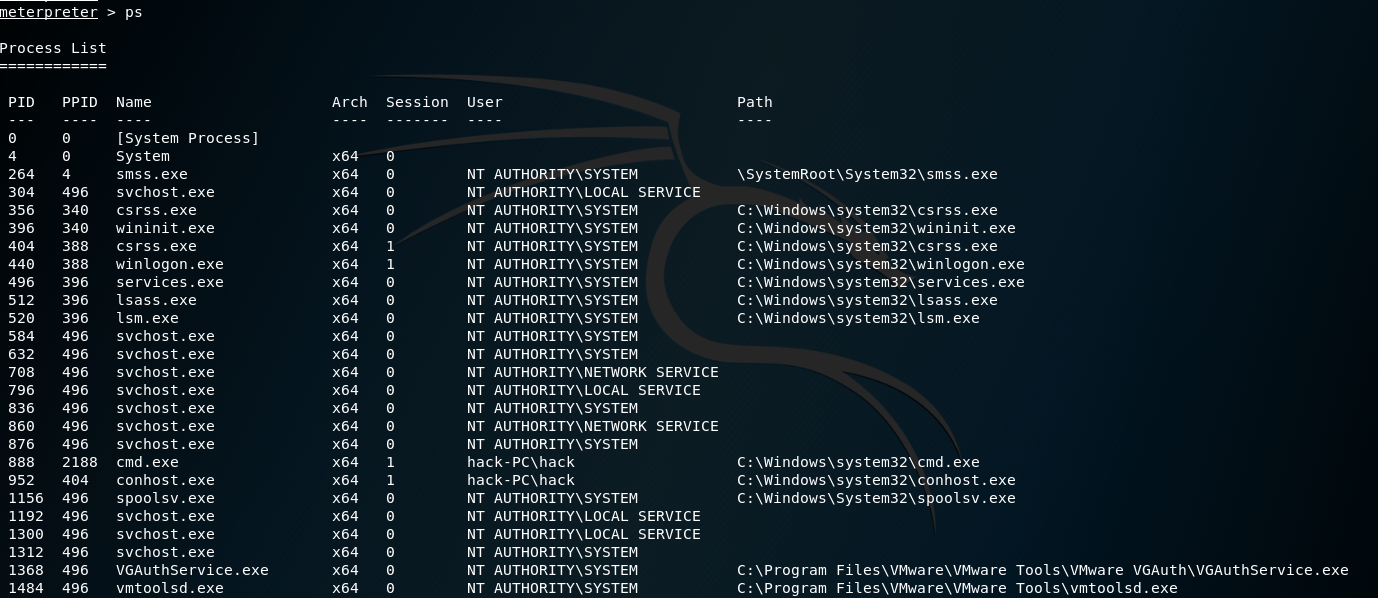 meterpreter > ps
Process List
============
PID PPID Name Arch Session User Path
--- ---- ---- ---- ------- ---- ----
0 0 [System Process]
4 0 System x64 0
264 4 smss.exe x64 0 NT AUTHORITY\SYSTEM \SystemRoot\System32\smss.exe
304 496 svchost.exe x64 0 NT AUTHORITY\LOCAL SERVICE
356 340 csrss.exe x64 0 NT AUTHORITY\SYSTEM C:\Windows\system32\csrss.exe
396 340 wininit.exe x64 0 NT AUTHORITY\SYSTEM C:\Windows\system32\wininit.exe
404 388 csrss.exe x64 1 NT AUTHORITY\SYSTEM C:\Windows\system32\csrss.exe
440 388 winlogon.exe x64 1 NT AUTHORITY\SYSTEM C:\Windows\system32\winlogon.exe
496 396 services.exe x64 0 NT AUTHORITY\SYSTEM C:\Windows\system32\services.exe
512 396 lsass.exe x64 0 NT AUTHORITY\SYSTEM C:\Windows\system32\lsass.exe
520 396 lsm.exe x64 0 NT AUTHORITY\SYSTEM C:\Windows\system32\lsm.exe
584 496 svchost.exe x64 0 NT AUTHORITY\SYSTEM
632 496 svchost.exe x64 0 NT AUTHORITY\SYSTEM
708 496 svchost.exe x64 0 NT AUTHORITY\NETWORK SERVICE
796 496 svchost.exe x64 0 NT AUTHORITY\LOCAL SERVICE
836 496 svchost.exe x64 0 NT AUTHORITY\SYSTEM
860 496 svchost.exe x64 0 NT AUTHORITY\NETWORK SERVICE
876 496 svchost.exe x64 0 NT AUTHORITY\SYSTEM
888 2188 cmd.exe x64 1 hack-PC\hack C:\Windows\system32\cmd.exe
952 404 conhost.exe x64 1 hack-PC\hack C:\Windows\system32\conhost.exe
1156 496 spoolsv.exe x64 0 NT AUTHORITY\SYSTEM C:\Windows\System32\spoolsv.exe
1192 496 svchost.exe x64 0 NT AUTHORITY\LOCAL SERVICE
1300 496 svchost.exe x64 0 NT AUTHORITY\LOCAL SERVICE
1312 496 svchost.exe x64 0 NT AUTHORITY\SYSTEM
1368 496 VGAuthService.exe x64 0 NT AUTHORITY\SYSTEM C:\Program Files\VMware\VMware Tools\VMware VGAuth\VGAuthService.exe
1484 496 vmtoolsd.exe x64 0 NT AUTHORITY\SYSTEM C:\Program Files\VMware\VMware Tools\vmtoolsd.exe